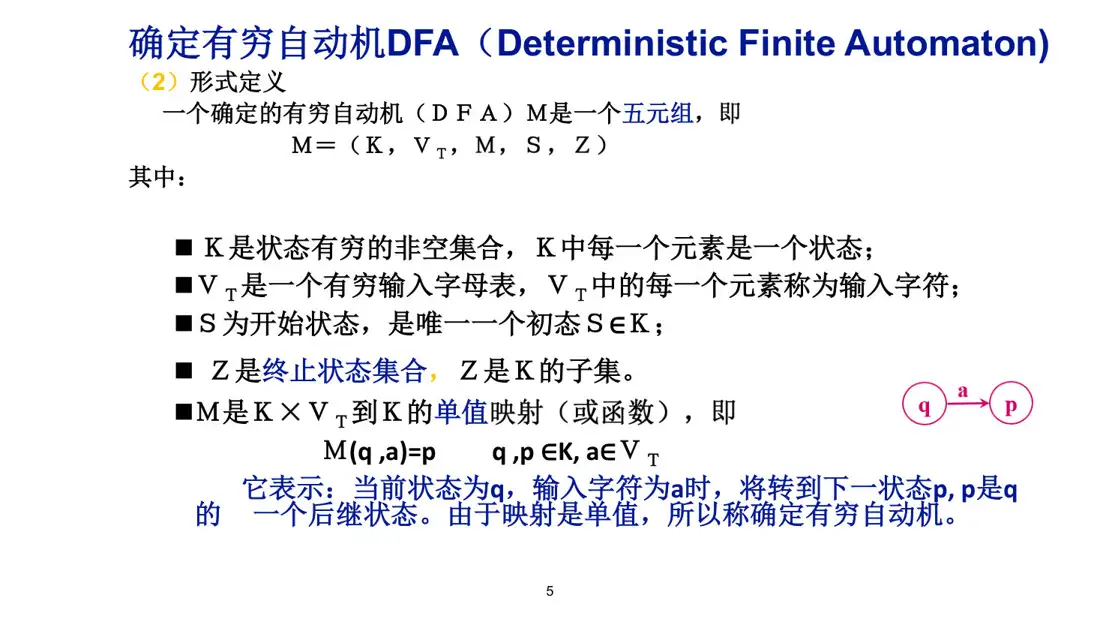 确定有穷自动机DFA（Deterministic Finite Automaton)
（2）形式定义
一个确定的有穷自动机（ＤＦＡ）Ｍ是一个五元组，即
Ｍ＝（Ｋ，ＶT，Ｍ，Ｓ，Ｚ）
其中：
■ Ｋ是状态有穷的非空集合，Ｋ中每一个元素是一个状态；
■ＶT是一个有穷输入字母表，ＶT中的每一个元素称为输入字符；
■Ｓ为开始状态，是唯一一个初态Ｓ∈Ｋ；
■ Ｚ是终止状态集合，Ｚ是Ｋ的子集。
■Ｍ是Ｋ×ＶT到Ｋ的单值映射（或函数），即
q a p
Ｍ(q ,a)=p q ,p ∈K, a∈ＶT
它表示：当前状态为q，输入字符为a时，将转到下一状态p, p是q
的 一个后继状态。由于映射是单值，所以称确定有穷自动机。
5